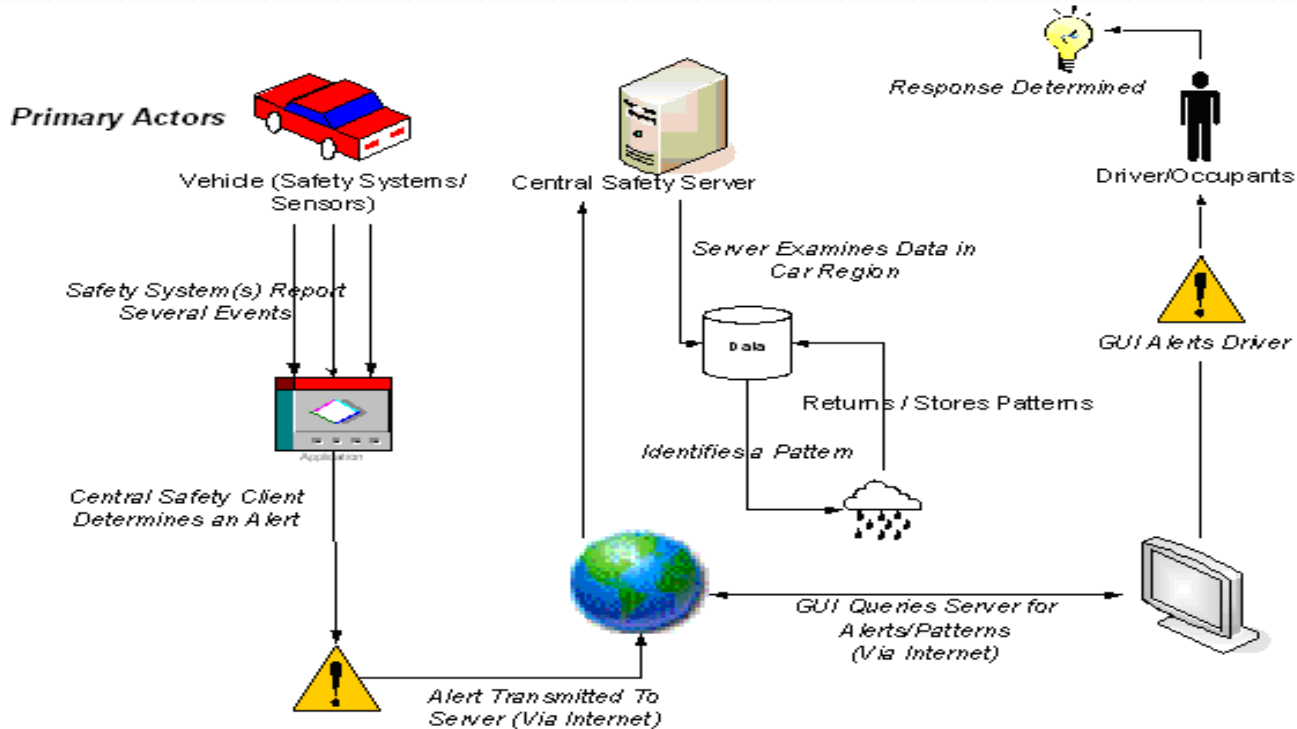 Primary Actors
Vehicle (Safety Systems/
Sensors)
Safety System(s) Report
Several Events
Application
Central Safety Client
Determines an Alert
Alert Transmitted To
Server (Via Internet)
Central Safety Server
Server Examines Data in
Car Region
Data
Returns / Stores Patterns
Identifies a Pattern
GUI Queries Server for
Alerts/Patterns
(Via Internet)
Response Determined
Driver/Occupants
GUI Alerts Driver